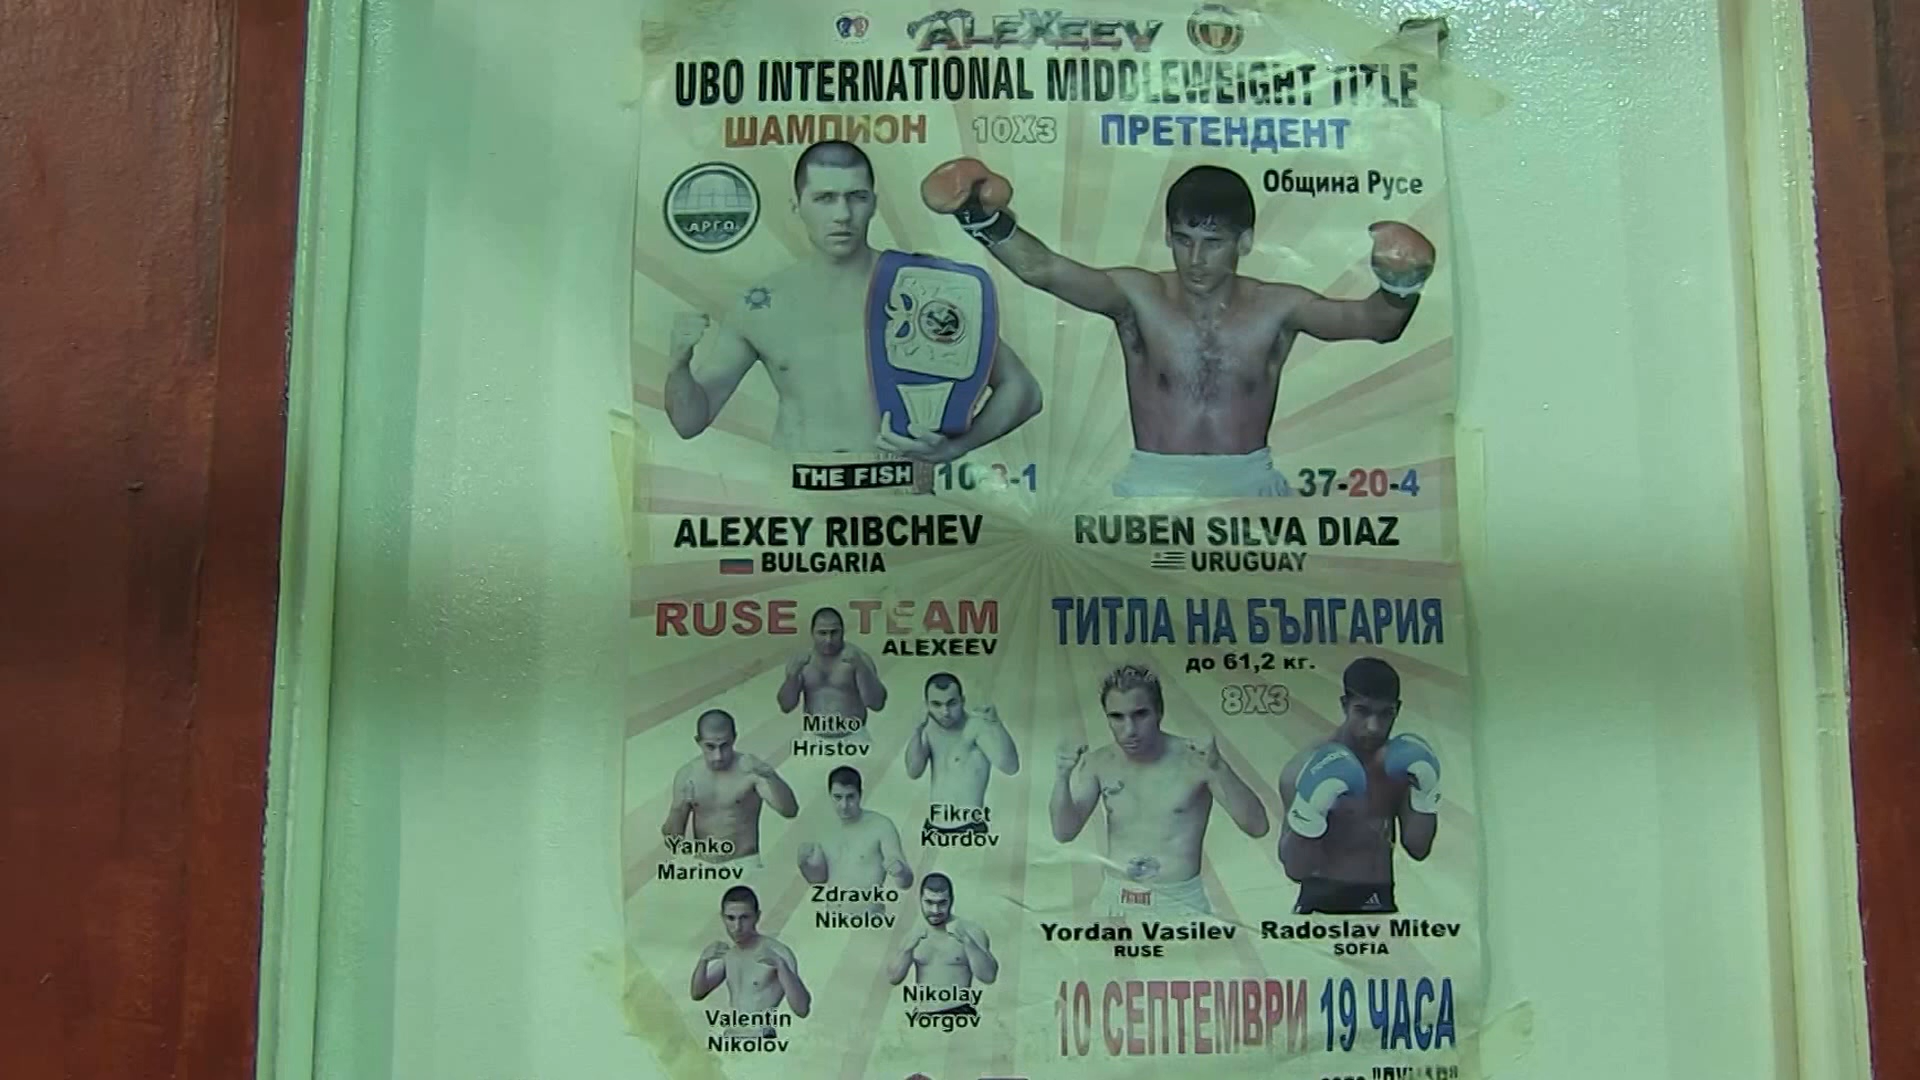 ALEXEEV
UBO INTERNATIONAL MIDDLEWEIGHT TITLE
ШАМПИОН 10X3 ПРЕТЕНДЕНТ
Община Русе
АРГО
THE FISH
37-20-4
ALEXEY RIBCHEV
BULGARIA
RUBEN SILVA DIAZ
URUGUAY
RUSE TEAM
ALEXEEV
Mitko
Hristov
Fikret
Kurdov
Yanko
Marinov
Zdravko
Nikolov
Valentin
Nikolov
Nikolay
Yorgov
ТИТЛА НА БЪЛГАРИЯ
до 61,2 кг.
8X3
Yordan Vasilev
RUSE
Radoslav Mitev
SOFIA
10 СЕПТЕМВРИ 19 ЧАСА